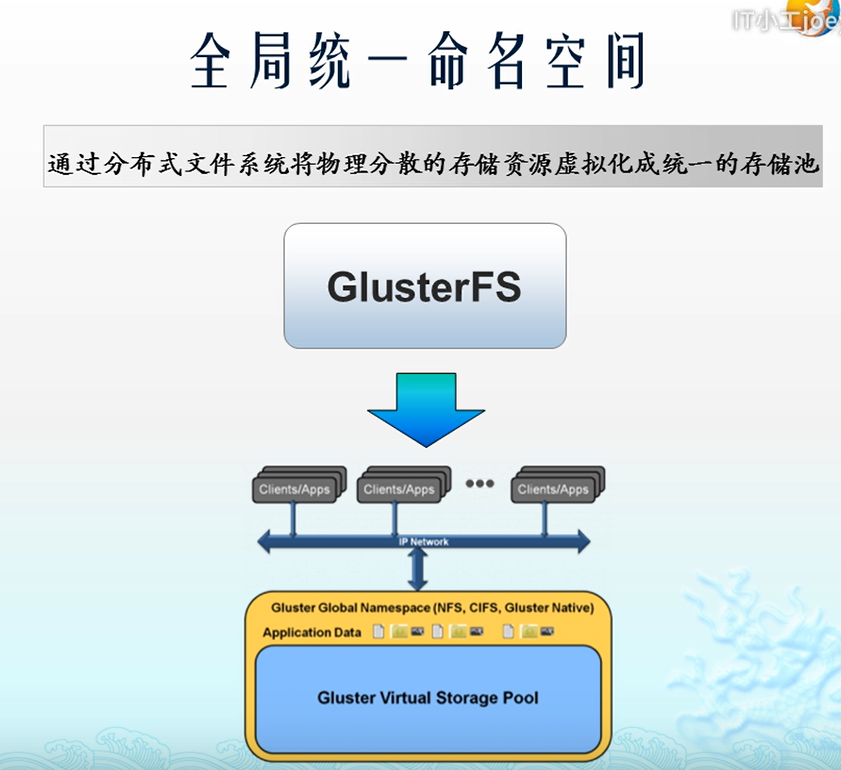 IT小工joey
全局统一命名空间
通过分布式文件系统将物理分散的存储资源虚拟化成统一的存储池
GlusterFS
Clients/Apps Clients/Apps Clients/Apps
IP Network
Gluster Global Namespace (NFS, CIFS, Gluster Native)
Application Data
Gluster Virtual Storage Pool